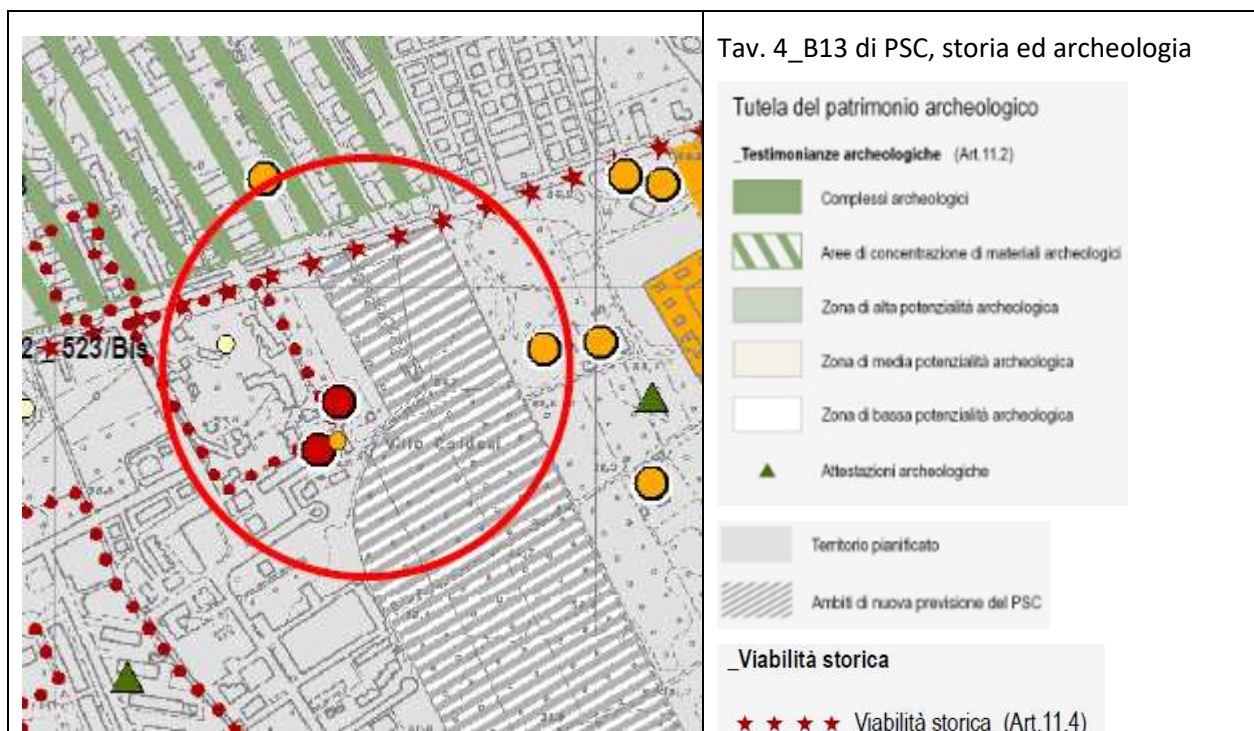 Tav. 4_B13 di PSC, storia ed archeologia
Tutela del patrimonio archeologico
_Testimonianze archeologiche (Art.11.2)
Complessi archeologici
Aree di concentrazione di materiali archeologici
Zona di alta potenzialità archeologica
Zona di media potenzialità archeologica
Zona di bassa potenzialità archeologica
Attestazioni archeologiche
Territorio pianificato
Ambiti di nuova previsione del PSC
_Viabilità storica
Viabilità storica (Art.11.4)
523/Bis
Villa Caldesi